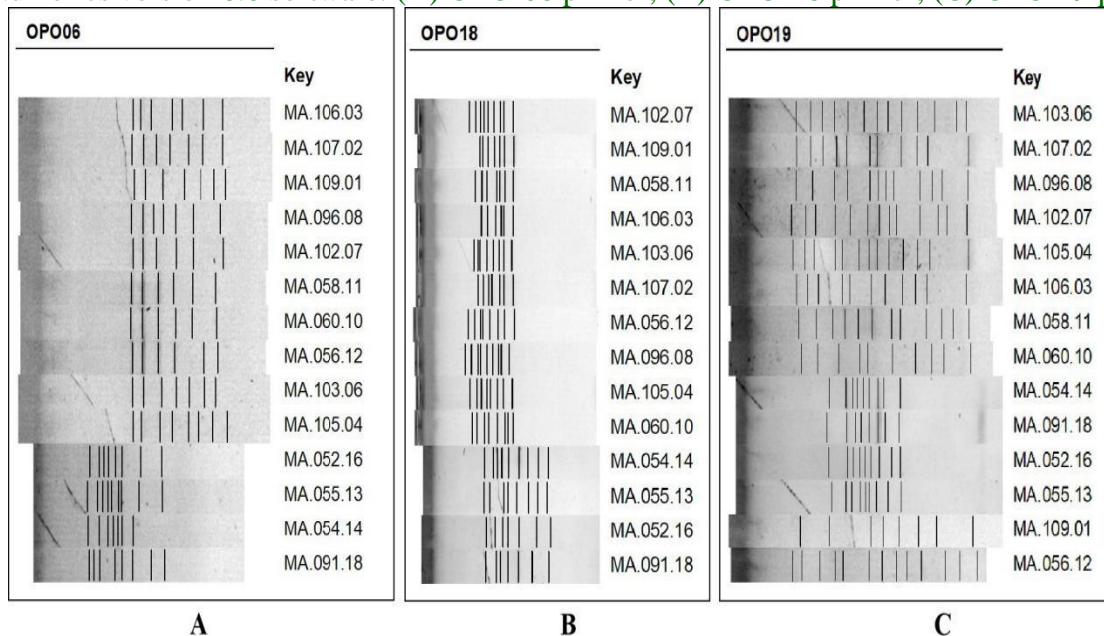 OPO06
Key
MA.106.03
MA.107.02
MA.109.01
MA.096.08
MA.102.07
MA.058.11
MA.060.10
MA.056.12
MA.103.06
MA.105.04
MA.052.16
MA.055.13
MA.054.14
MA.091.18
A
OPO18
Key
MA.102.07
MA.109.01
MA.058.11
MA.106.03
MA.103.06
MA.107.02
MA.056.12
MA.096.08
MA.105.04
MA.060.10
MA.054.14
MA.055.13
MA.052.16
MA.091.18
B
OPO19
Key
MA.103.06
MA.107.02
MA.096.08
MA.102.07
MA.105.04
MA.106.03
MA.058.11
MA.060.10
MA.054.14
MA.091.18
MA.052.16
MA.055.13
MA.109.01
MA.056.12
C